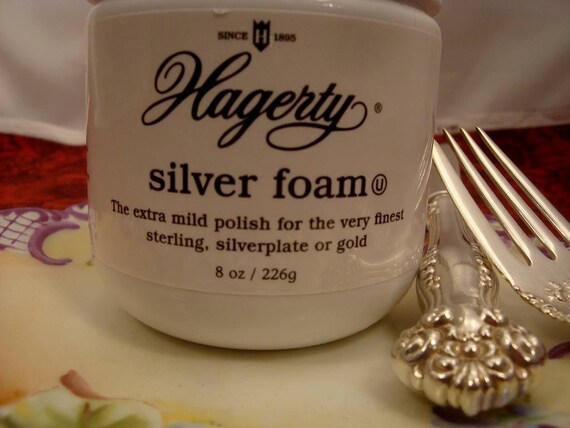 SINCE H 1895
Hagerty®
silver foam Ⓤ
The extra mild polish for the very finest
sterling, silverplate or gold
8 oz / 226g